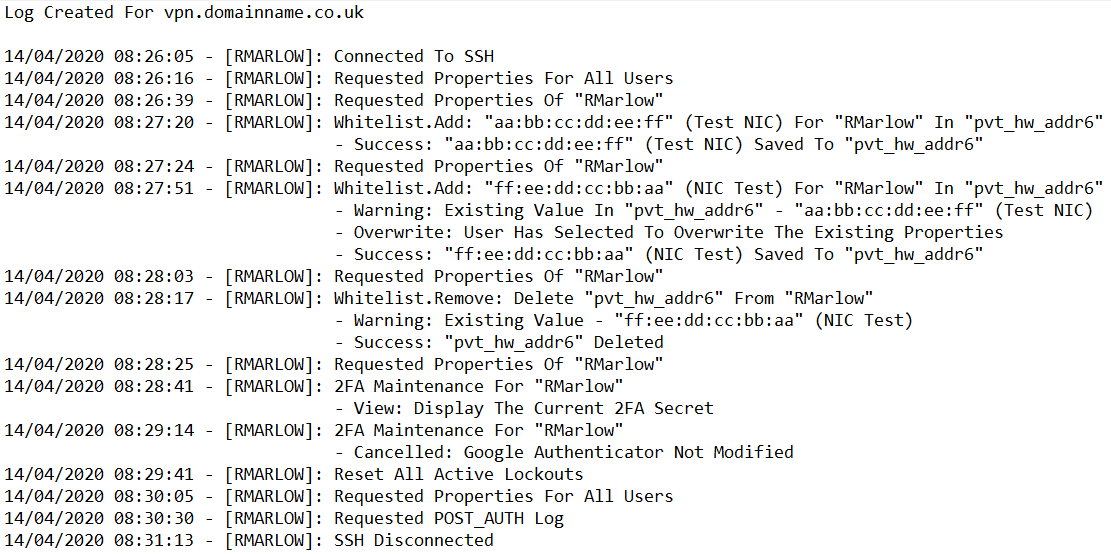 Log Created For vpn.domainname.co.uk
14/04/2020 08:26:05 - [RMARLOW]: Connected To SSH
14/04/2020 08:26:16 - [RMARLOW]: Requested Properties For All Users
14/04/2020 08:26:39 - [RMARLOW]: Requested Properties Of "RMarlow"
14/04/2020 08:27:20 - [RMARLOW]: Whitelist.Add: "aa:bb:cc:dd:ee:ff" (Test NIC) For "RMarlow" In "pvt_hw_addr6"
- Success: "aa:bb:cc:dd:ee:ff" (Test NIC) Saved To "pvt_hw_addr6"
14/04/2020 08:27:24 - [RMARLOW]: Requested Properties Of "RMarlow"
14/04/2020 08:27:51 - [RMARLOW]: Whitelist.Add: "ff:ee:dd:cc:bb:aa" (NIC Test) For "RMarlow" In "pvt_hw_addr6"
- Warning: Existing Value In "pvt_hw_addr6" - "aa:bb:cc:dd:ee:ff" (Test NIC)
- Overwrite: User Has Selected To Overwrite The Existing Properties
- Success: "ff:ee:dd:cc:bb:aa" (NIC Test) Saved To "pvt_hw_addr6"
14/04/2020 08:28:03 - [RMARLOW]: Requested Properties Of "RMarlow"
14/04/2020 08:28:17 - [RMARLOW]: Whitelist.Remove: Delete "pvt_hw_addr6" From "RMarlow"
- Warning: Existing Value - "ff:ee:dd:cc:bb:aa" (NIC Test)
- Success: "pvt_hw_addr6" Deleted
14/04/2020 08:28:25 - [RMARLOW]: Requested Properties Of "RMarlow"
14/04/2020 08:28:41 - [RMARLOW]: 2FA Maintenance For "RMarlow"
- View: Display The Current 2FA Secret
14/04/2020 08:29:14 - [RMARLOW]: 2FA Maintenance For "RMarlow"
- Cancelled: Google Authenticator Not Modified
14/04/2020 08:29:41 - [RMARLOW]: Reset All Active Lockouts
14/04/2020 08:30:05 - [RMARLOW]: Requested Properties For All Users
14/04/2020 08:30:30 - [RMARLOW]: Requested POST_AUTH Log
14/04/2020 08:31:13 - [RMARLOW]: SSH Disconnected